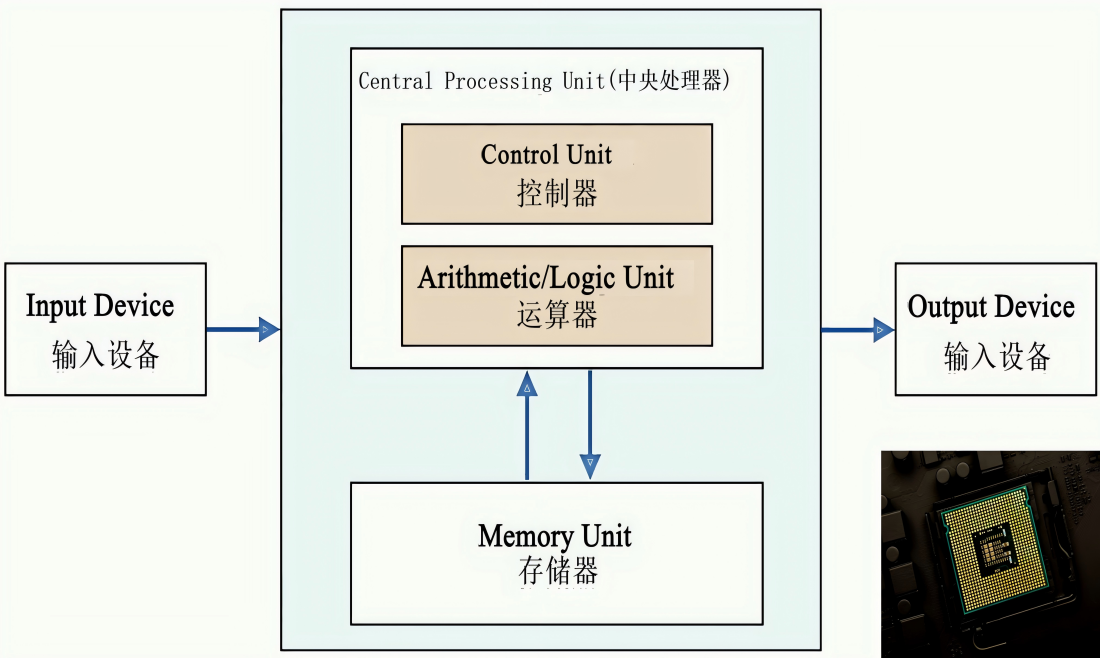 Central Processing Unit(中央处理器)
Control Unit
控制器
Arithmetic/Logic Unit
运算器
Input Device
输入设备
Output Device
输入设备
Memory Unit
存储器